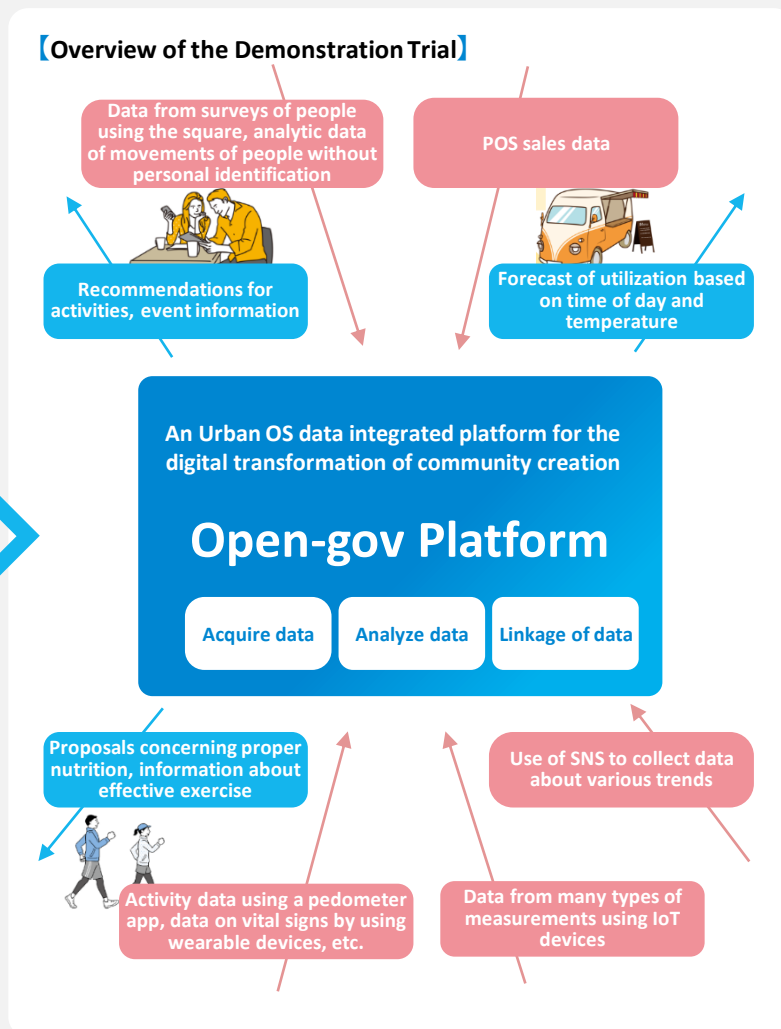 【Overview of the Demonstration Trial】
Data from surveys of people
using the square, analytic data
of movements of people without
personal identification
POS sales data
Recommendations for
activities, event information
Forecast of utilization based
on time of day and
temperature
An Urban OS data integrated platform for the
digital transformation of community creation
Open-gov Platform
Acquire data
Analyze data
Linkage of data
Proposals concerning proper
nutrition, information about
effective exercise
Use of SNS to collect data
about various trends
Activity data using a pedometer
app, data on vital signs by using
wearable devices, etc.
Data from many types of
measurements using IoT
devices